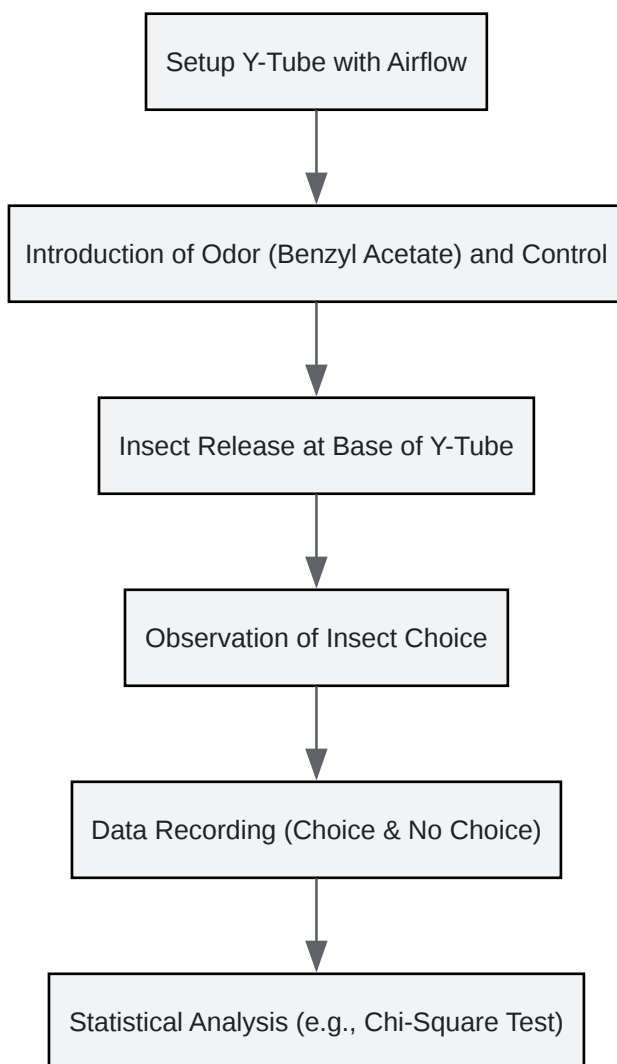 Setup Y-Tube with Airflow
Introduction of Odor (Benzyl Acetate) and Control
Insect Release at Base of Y-Tube
Observation of Insect Choice
Data Recording (Choice & No Choice)
Statistical Analysis (e.g., Chi-Square Test)